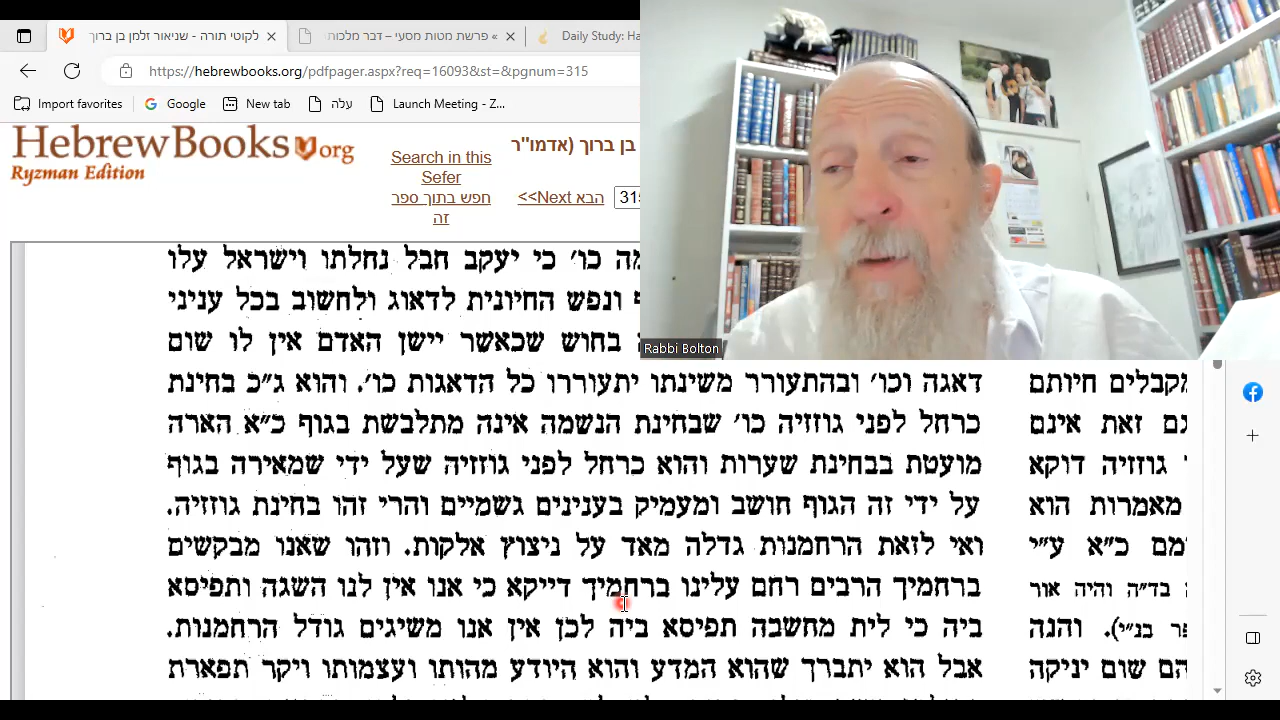 לקוטי תורה - שניאור זלמן בן ברוך
» פרשת מטות מסעי – דבר מלכות
Daily Study: Ha
https://hebrewbooks.org/pdfpager.aspx?req=16093&st=&pgnum=315
Import favorites
Google
New tab
עלה
Launch Meeting - Z...
HebrewBooks.org
Ryzman Edition
Search in this
Sefer
חפש בתוך ספר
זה
בן ברוך (אדמו"ר
<<Next הבא
315
Rabbi Bolton
מה כו' כי יעקב חבל נחלתו וישראל עלו
ונפש החיונית לדאוג ולחשוב בכל עניני
בחוש שכאשר יישן האדם אין לו שום
דאגה וכו' ובהתעורר משינתו יתעוררו כל הדאגות כו'. והוא ג"כ בחינת
כרחל לפני גוזזיה כו' שבחינת הנשמה אינה מתלבשת בגוף כ"א הארה
מועטת בבחינת שערות והוא כרחל לפני גוזזיה שעל ידי שמאירה בגוף
על ידי זה הגוף חושב ומעמיק בענינים גשמיים והרי זהו בחינת גוזזיה.
ואי לזאת הרחמנות גדלה מאד על ניצוץ אלקות. וזהו שאנו מבקשים
ברחמיך הרבים רחם עלינו ברחמיך דייקא כי אנו אין לנו השגה ותפיסא
ביה כי לית מחשבה תפיסא ביה לכן אין אנו משיגים גודל הרחמנות.
אבל הוא יתברך שהוא המדע והוא היודע מהותו ועצמותו ויקר תפארת
מקבלים חיותם
גם זאת אינם
גוזזיה דוקא
מאמרות הוא
כ"א ע"י
בד"ה והיה אור
בנ"י). והנה
הם שום יניקה